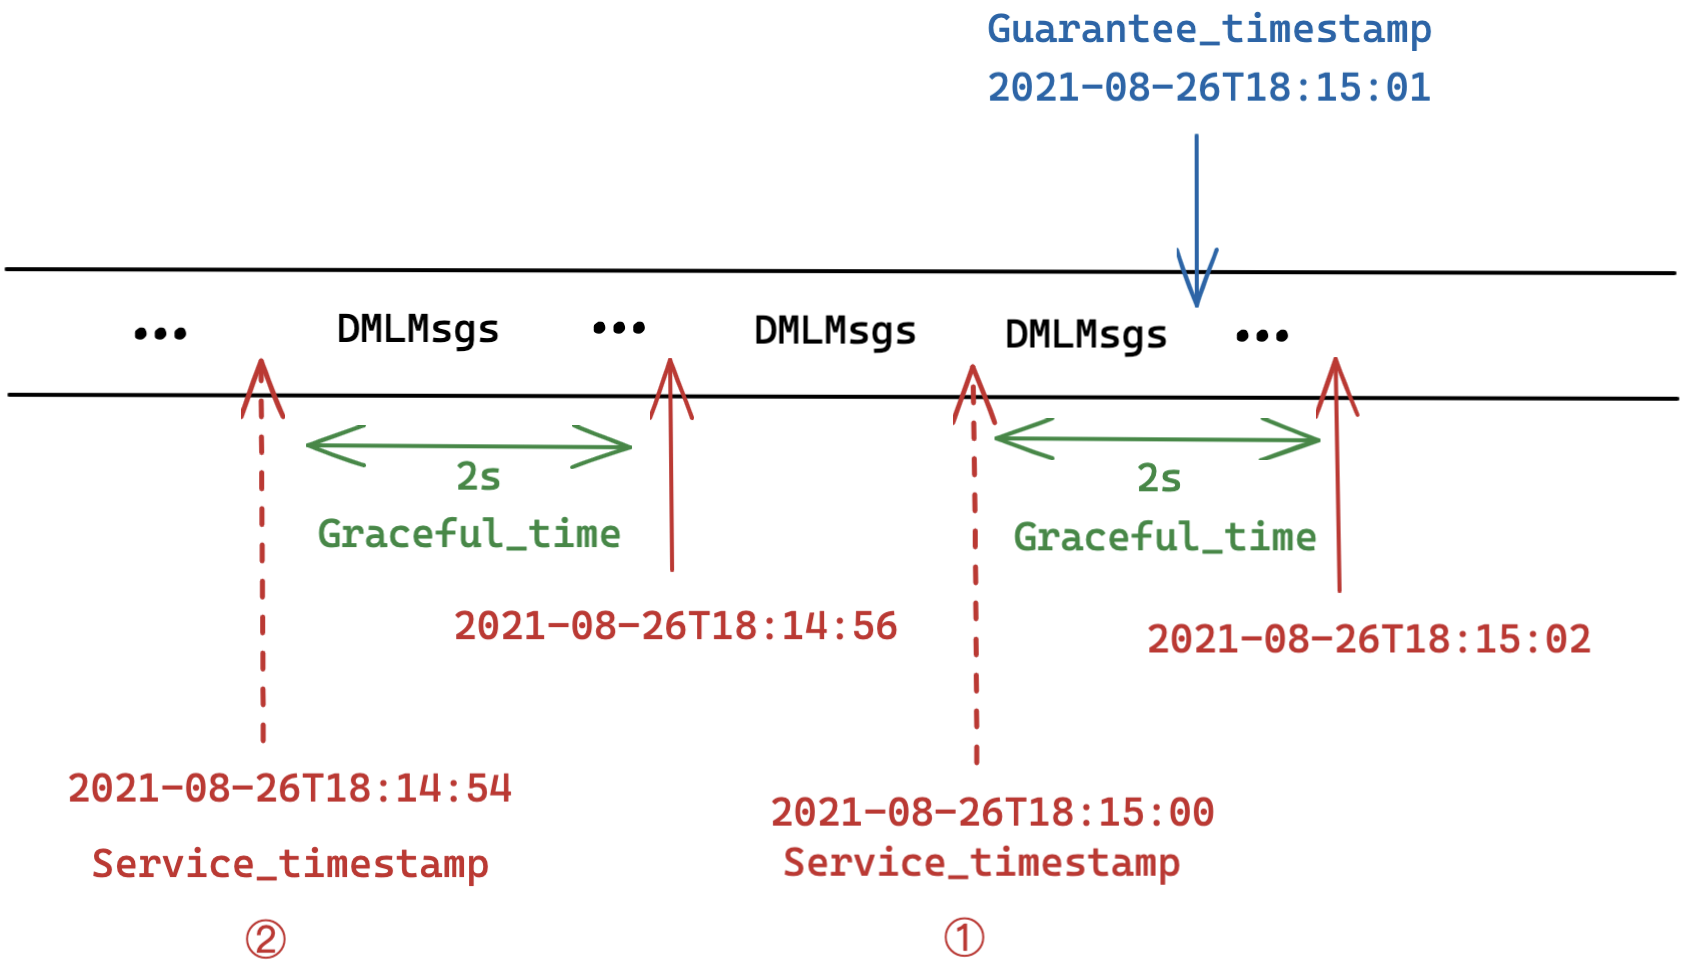 Guarantee_timestamp
2021-08-26T18:15:01
••• DMLMsgs ••• DMLMsgs DMLMsgs •••
2s
Graceful_time
2s
Graceful_time
2021-08-26T18:14:56
2021-08-26T18:15:02
2021-08-26T18:14:54
Service_timestamp
②
2021-08-26T18:15:00
Service_timestamp
①